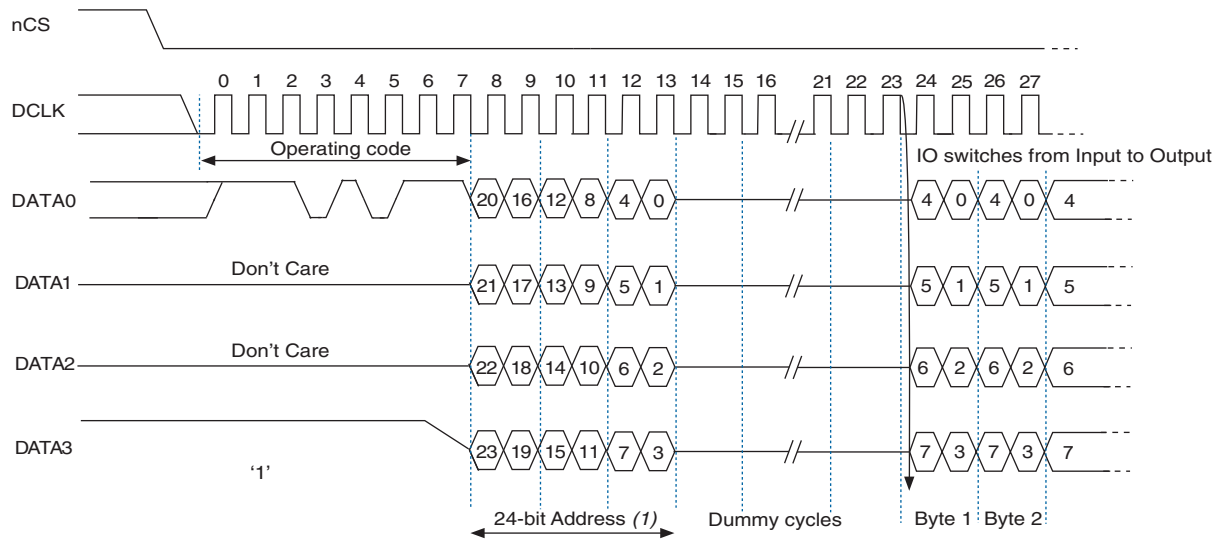 nCS
0 1 2 3 4 5 6 7 8 9 10 11 12 13 14 15 16 21 22 23 24 25 26 27
DCLK
Operating code
IO switches from Input to Output
DATA0 20 16 12 8 4 0 4 0 4 0 4
Don't Care
DATA1 21 17 13 9 5 1 5 1 5 1 5
Don't Care
DATA2 22 18 14 10 6 2 6 2 6 2 6
DATA3 23 19 15 11 7 3 7 3 7 3 7
‘1’
24-bit Address (1) Dummy cycles Byte 1 Byte 2